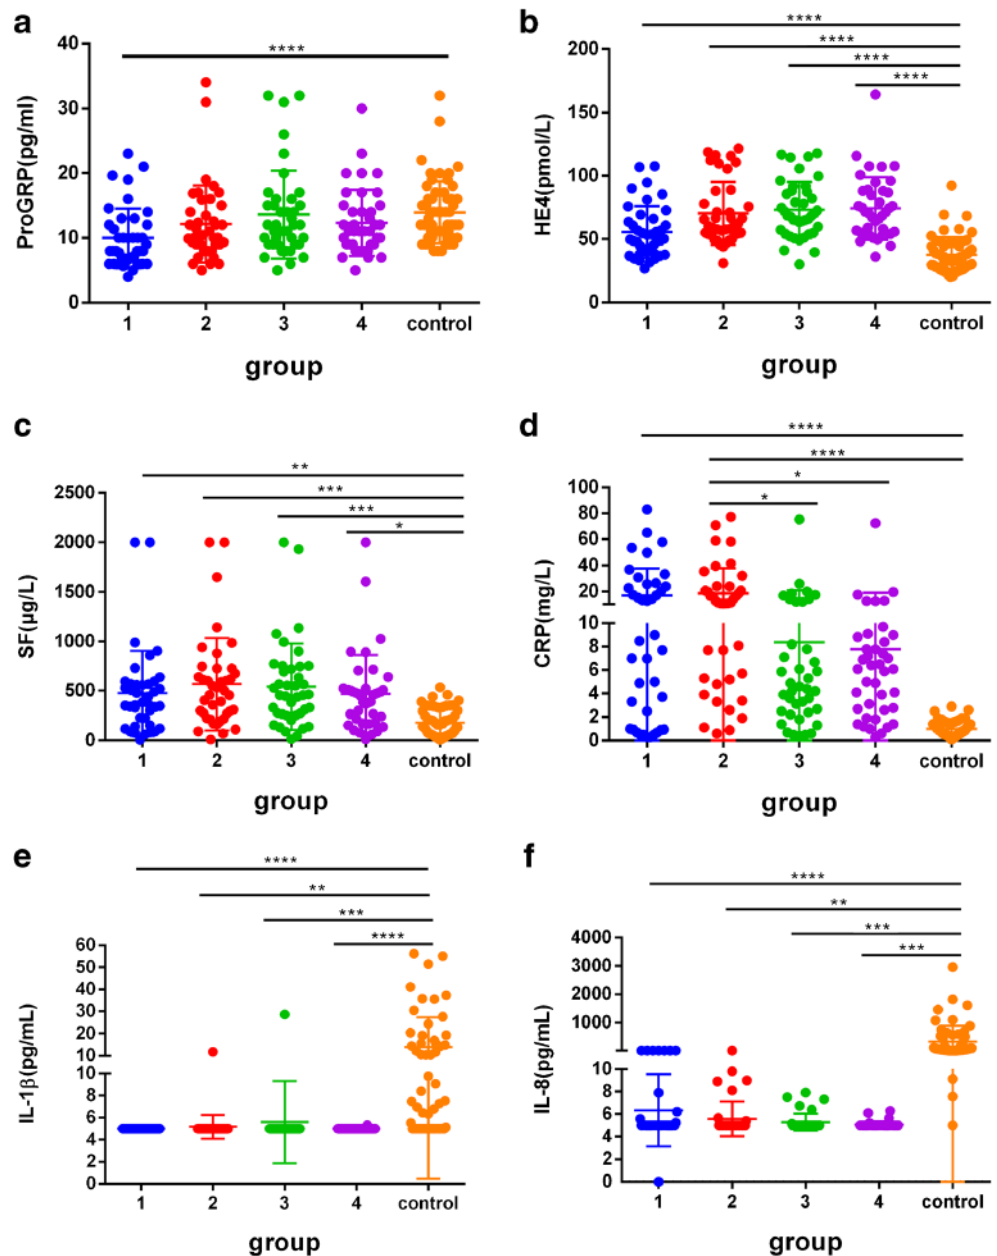 a
****
ProGRP(pg/ml)
40
30
20
10
0
1 2 3 4 control
group
b
****
****
****
****
HE4(pmol/L)
200
150
100
50
0
1 2 3 4 control
group
c
**
***
***
*
SF(µg/L)
2500
2000
1500
1000
500
0
1 2 3 4 control
group
d
****
****
*
*
CRP(mg/L)
100
80
60
40
20
10
8
6
4
2
0
1 2 3 4 control
group
e
****
**
***
****
IL-1β(pg/mL)
60
50
40
30
20
10
10
8
6
4
2
0
1 2 3 4 control
group
f
****
**
***
***
IL-8(pg/mL)
4000
3000
2000
1000
10
8
6
4
2
0
1 2 3 4 control
group